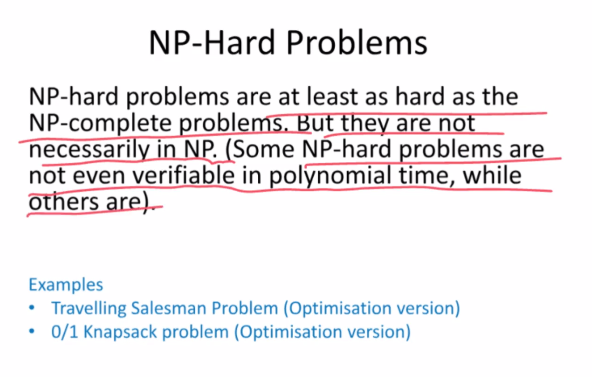 NP-Hard Problems
NP-hard problems are at least as hard as the
NP-complete problems. But they are not
necessarily in NP. (Some NP-hard problems are
not even verifiable in polynomial time, while
others are).
Examples
• Travelling Salesman Problem (Optimisation version)
• 0/1 Knapsack problem (Optimisation version)